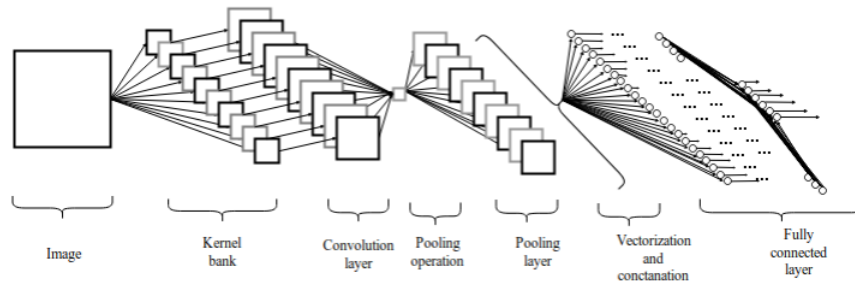 Image
Kernel
bank
Convolution
layer
Pooling
operation
Pooling
layer
Vectorization
and
conctanation
Fully
connected
layer